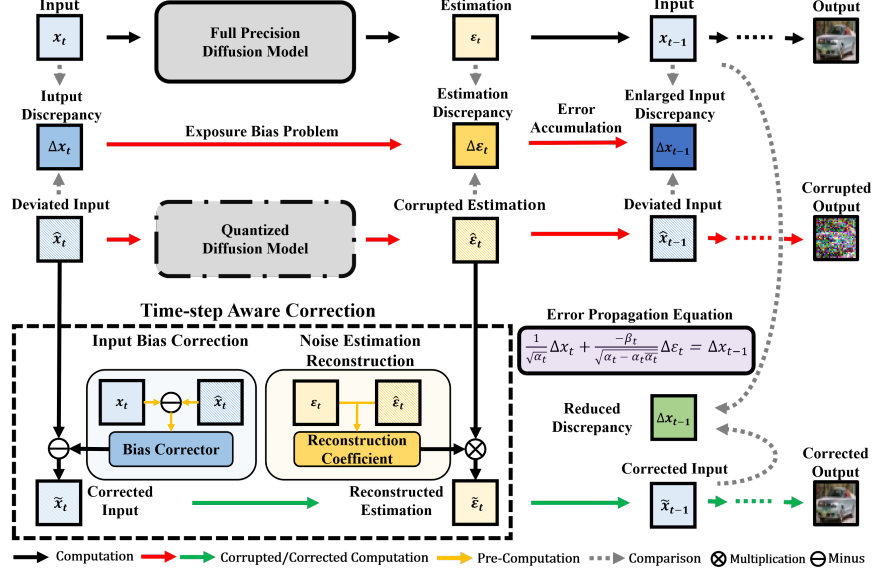 Input
Estimation
Input
Output
x_t
Full Precision
Diffusion Model
ε_t
x_{t−1}
Iutput
Discrepancy
Estimation
Discrepancy
Error
Accumulation
Enlarged Input
Discrepancy
Δx_t
Exposure Bias Problem
Δε_t
Δx_{t−1}
Deviated Input
Corrupted Estimation
Deviated Input
Corrupted
Output
x̂_t
Quantized
Diffusion Model
ε̂_t
x̂_{t−1}
Time-step Aware Correction
Input Bias Correction
Noise Estimation
Reconstruction
Error Propagation Equation
1/√α_t Δx_t + −β_t/√(α_t − α_t ᾱ_t) Δε_t = Δx_{t−1}
x_t
x̂_t
ε_t
ε̂_t
Bias Corrector
Reconstruction
Coefficient
Reduced
Discrepancy
Δx_{t−1}
Corrected
Input
Reconstructed
Estimation
Corrected Input
Corrected
Output
x̃_t
ε̃_t
x̃_{t−1}
Computation
Corrupted/Corrected Computation
Pre-Computation
Comparison
Multiplication
Minus